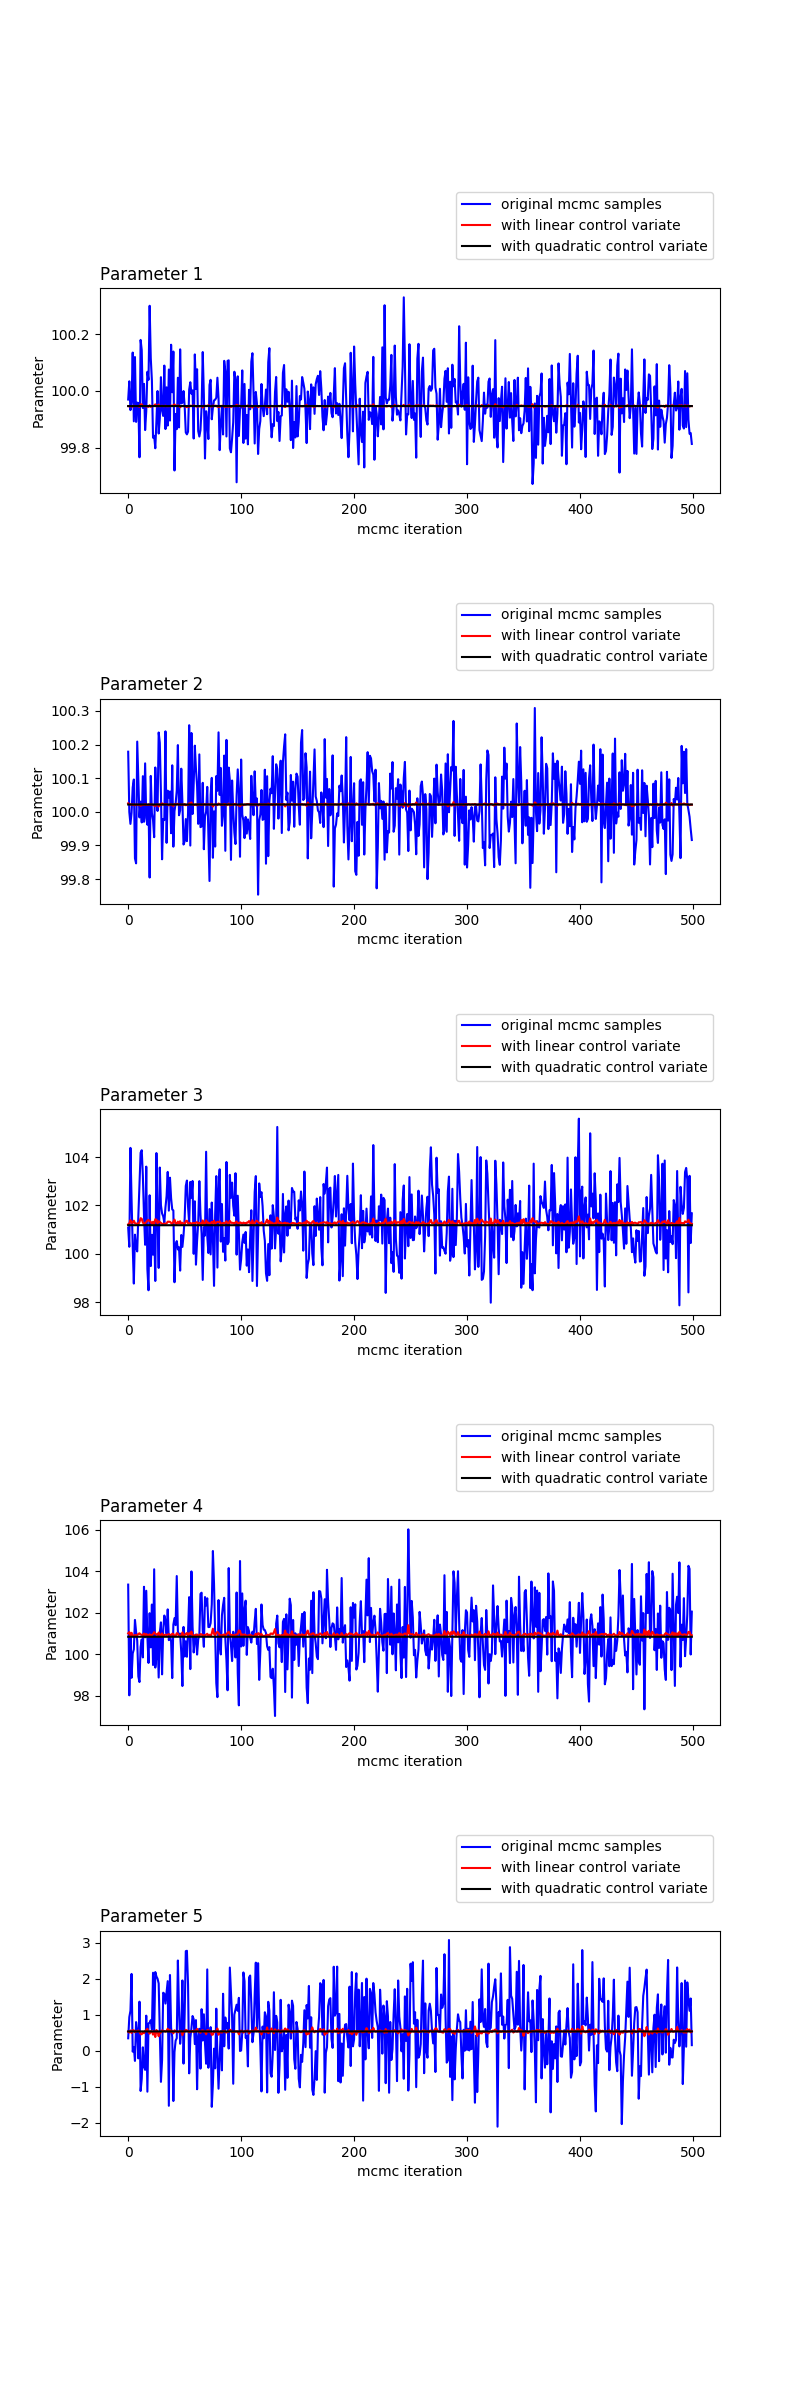 original mcmc samples
with linear control variate
with quadratic control variate
Parameter 1
100.2
100.0
99.8
Parameter
0 100 200 300 400 500
mcmc iteration
original mcmc samples
with linear control variate
with quadratic control variate
Parameter 2
100.3
100.2
100.1
100.0
99.9
99.8
Parameter
0 100 200 300 400 500
mcmc iteration
original mcmc samples
with linear control variate
with quadratic control variate
Parameter 3
104
102
100
98
Parameter
0 100 200 300 400 500
mcmc iteration
original mcmc samples
with linear control variate
with quadratic control variate
Parameter 4
106
104
102
100
98
Parameter
0 100 200 300 400 500
mcmc iteration
original mcmc samples
with linear control variate
with quadratic control variate
Parameter 5
3
2
1
0
−1
−2
Parameter
0 100 200 300 400 500
mcmc iteration